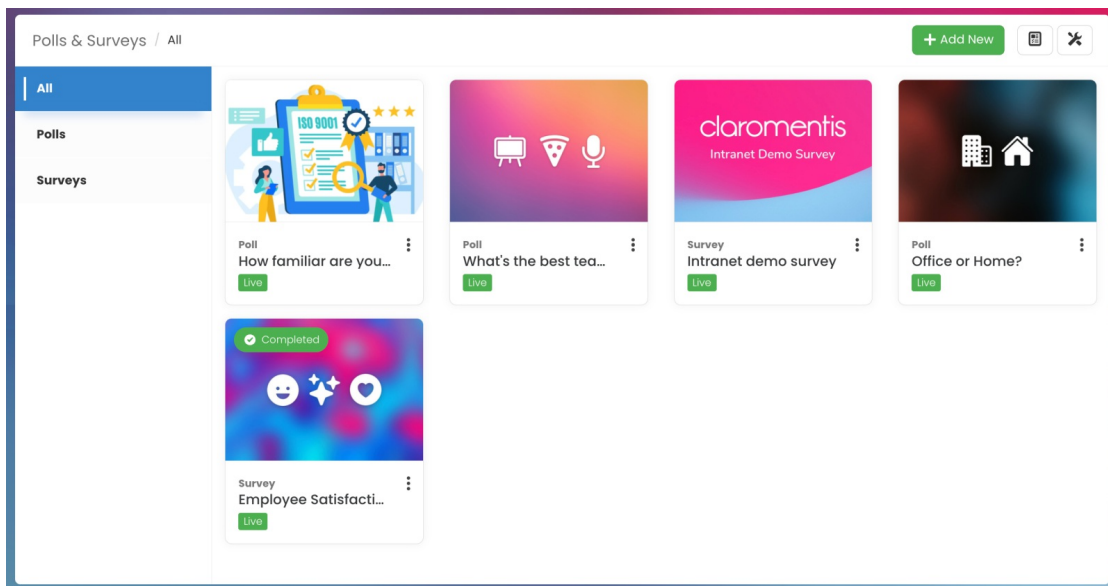 Polls & Surveys / All
+ Add New
All
Polls
Surveys
ISO 9001
Poll
How familiar are you...
Live
Poll
What's the best tea...
Live
claromentis
Intranet Demo Survey
Survey
Intranet demo survey
Live
Poll
Office or Home?
Live
Completed
Survey
Employee Satisfacti...
Live